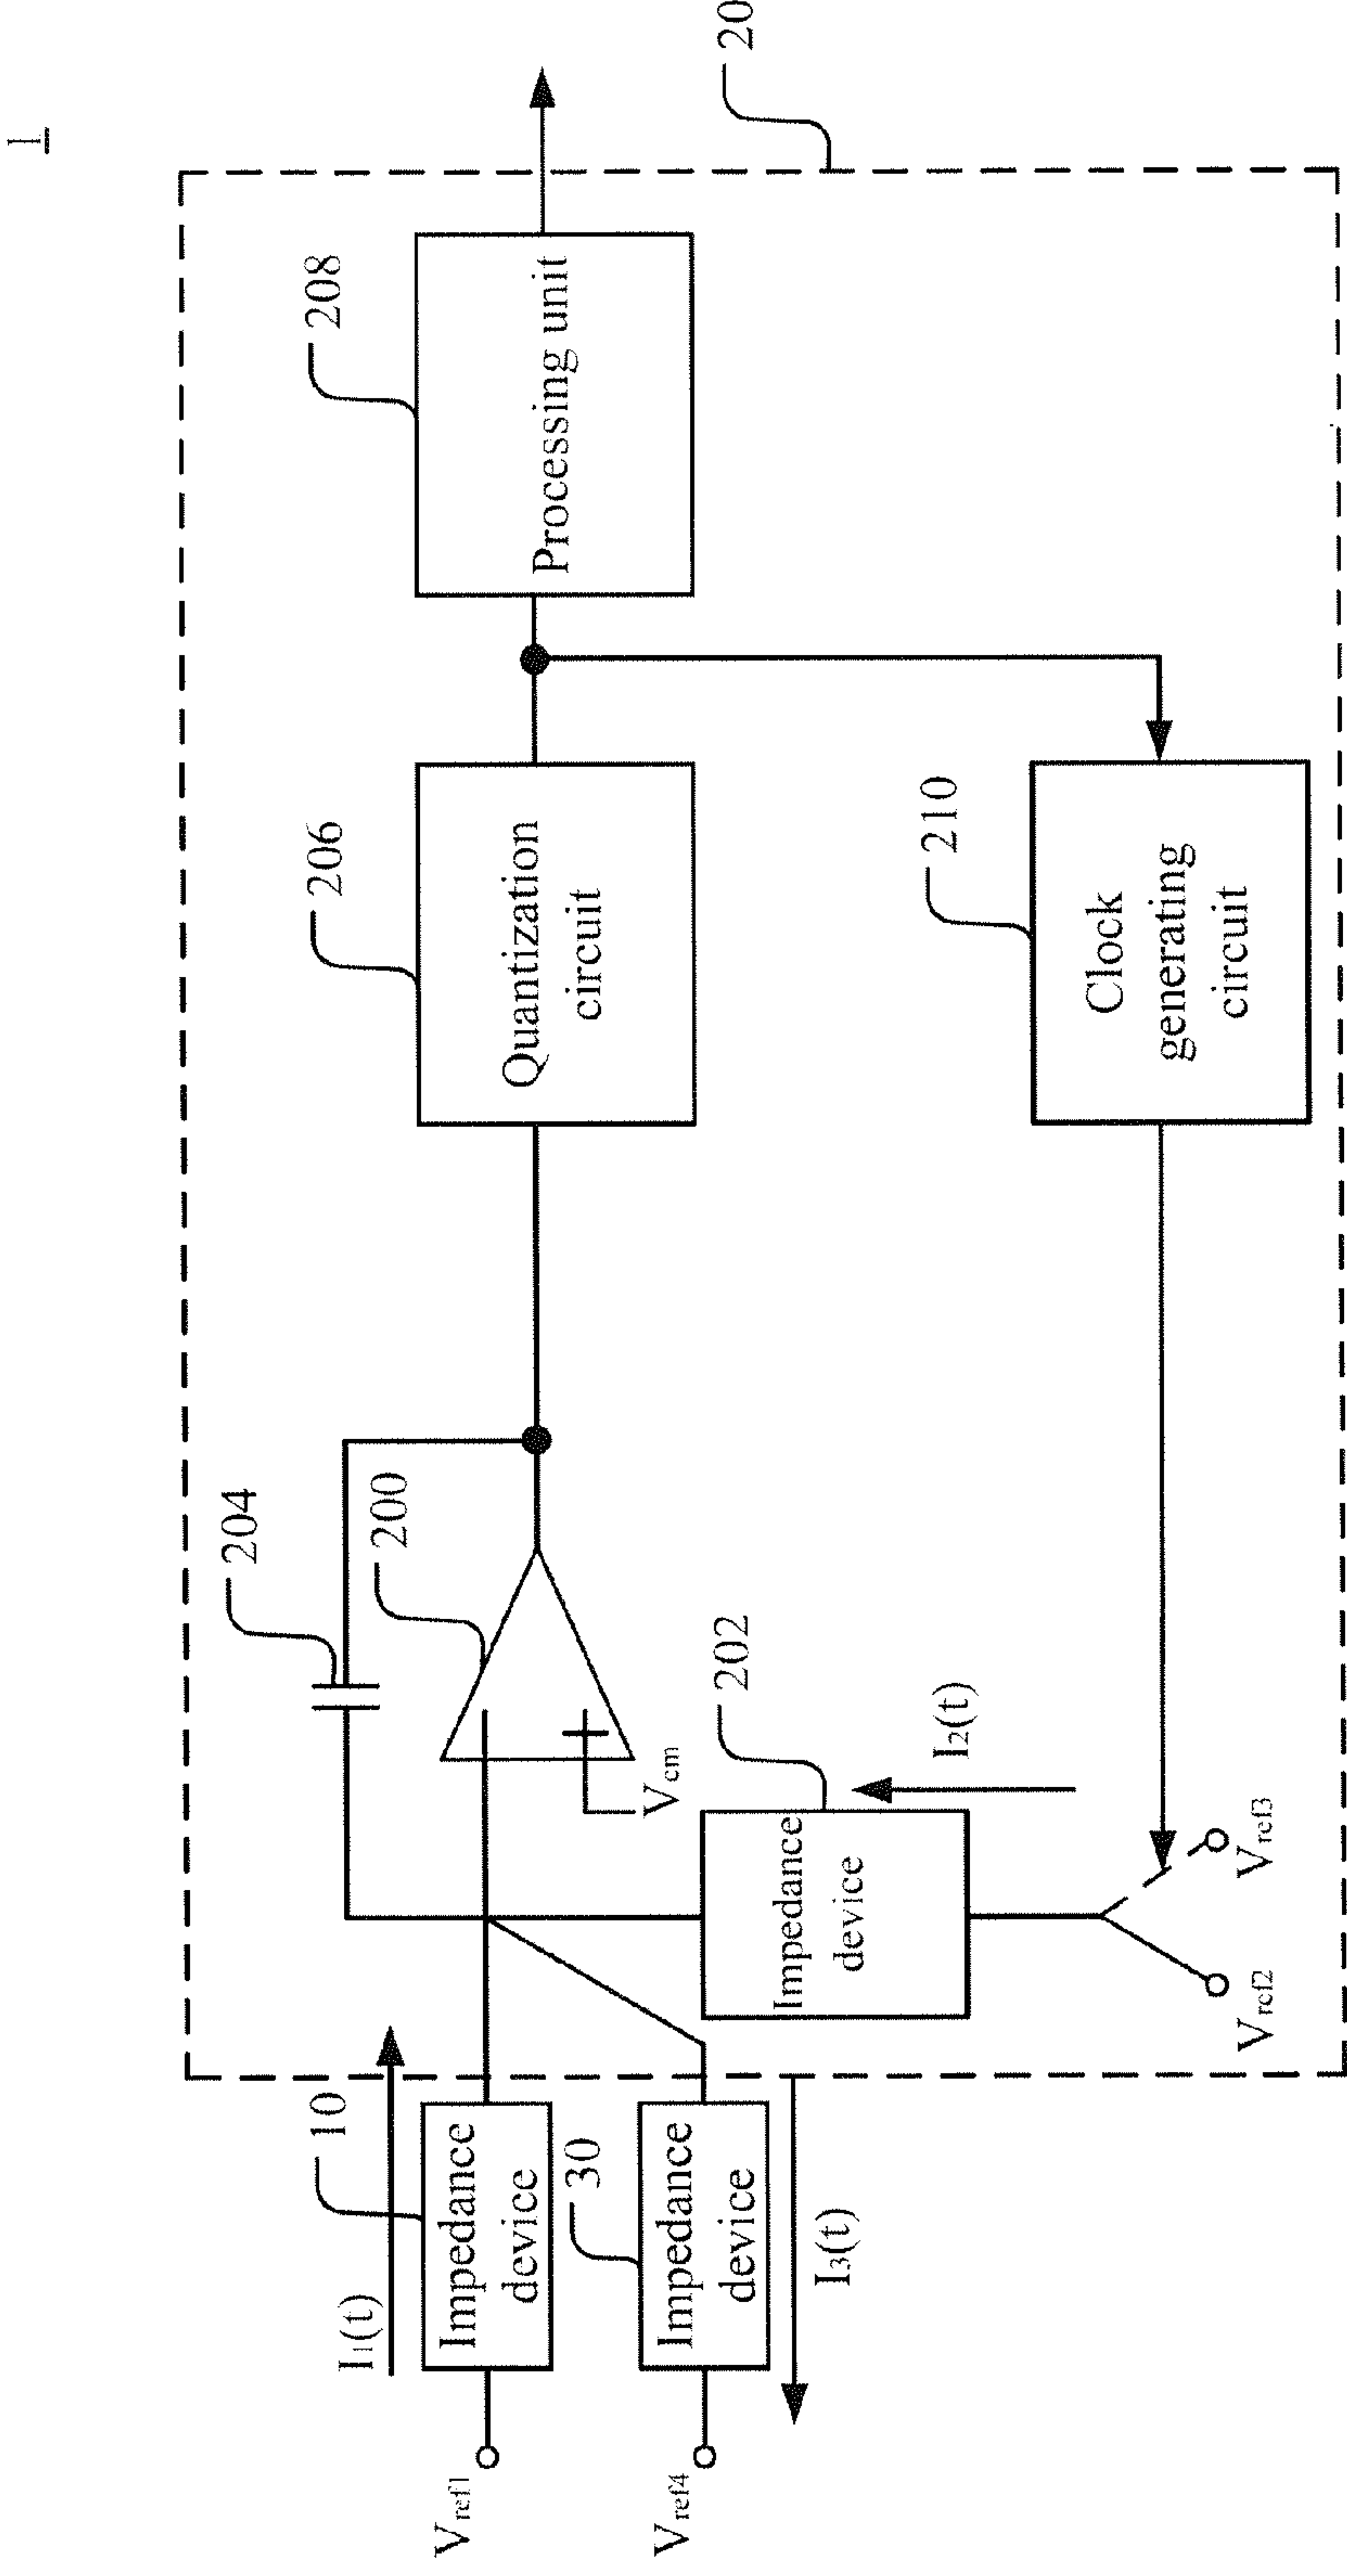 1
20
208
Processing unit
206
Quantization
circuit
210
Clock
generating
circuit
204
200
Vcm
202
Impedance
device
I2(t)
Vref2
Vref3
I1(t)
10
Impedance
device
Vref1
30
Impedance
device
Vref4
I3(t)